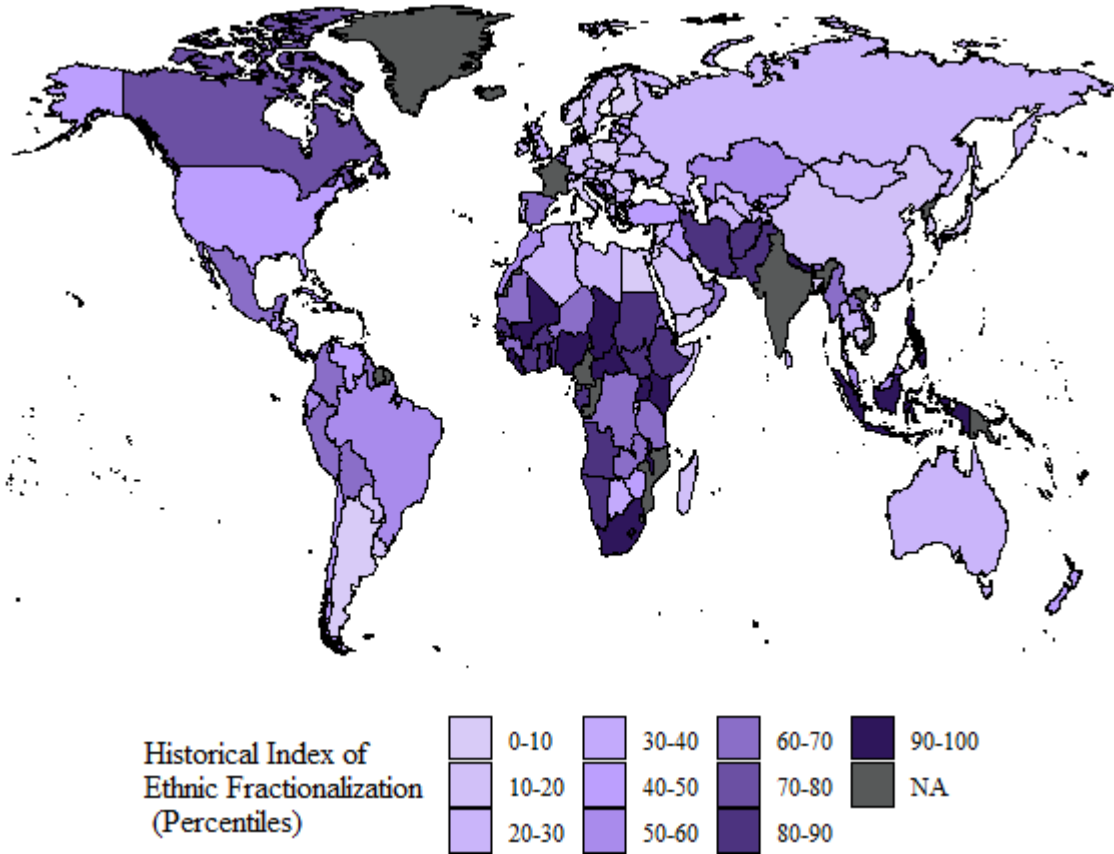 Historical Index of
Ethnic Fractionalization
(Percentiles)
0-10
10-20
20-30
30-40
40-50
50-60
60-70
70-80
80-90
90-100
NA